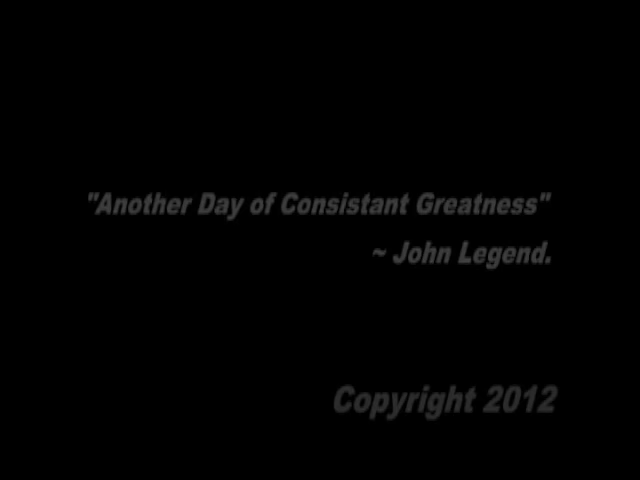 "Another Day of Consistant Greatness"
~ John Legend.
Copyright 2012